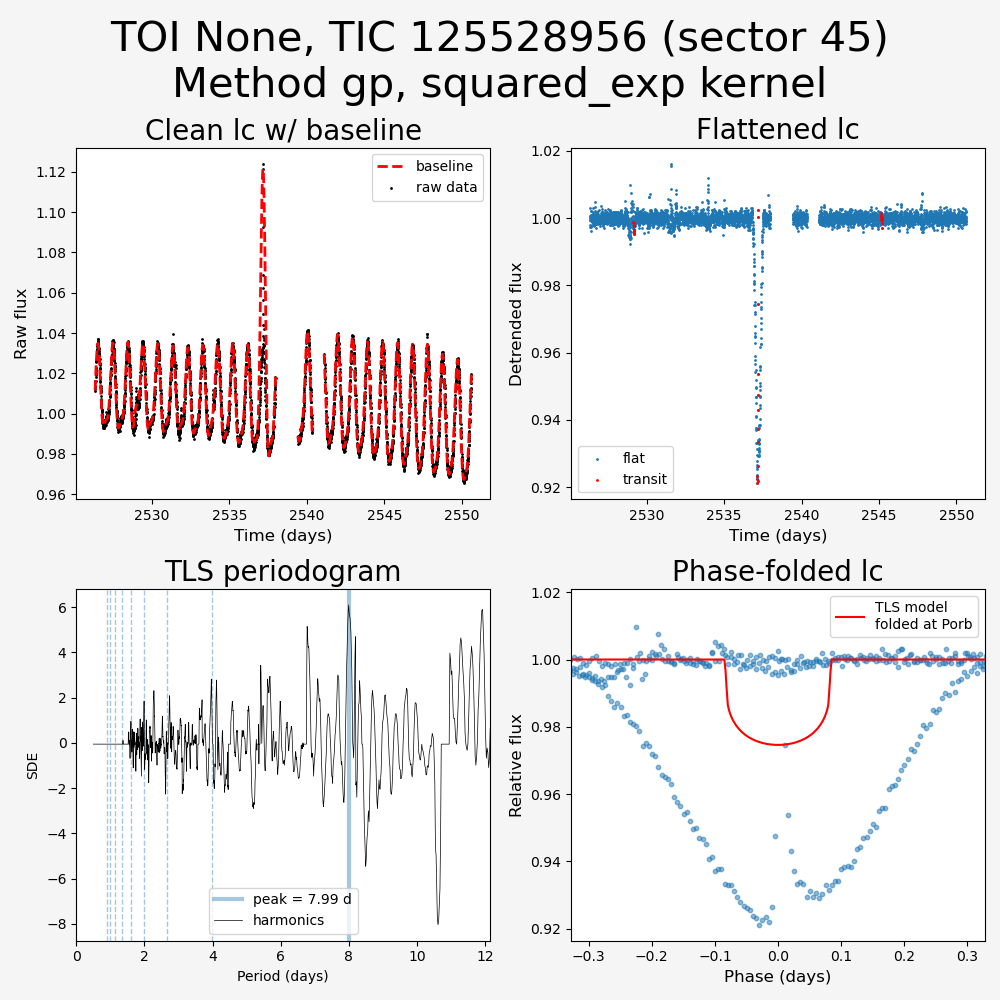 TOI None, TIC 125528956 (sector 45)
Method gp, squared_exp kernel
Clean lc w/ baseline
Raw flux
1.12
1.10
1.08
1.06
1.04
1.02
1.00
0.98
0.96
baseline
raw data
2530
2535
2540
2545
2550
Time (days)
Flattened lc
Detrended flux
1.02
1.00
0.98
0.96
0.94
0.92
flat
transit
2530
2535
2540
2545
2550
Time (days)
TLS periodogram
SDE
6
4
2
0
−2
−4
−6
−8
peak = 7.99 d
harmonics
0
2
4
6
8
10
12
Period (days)
Phase-folded lc
Relative flux
1.02
1.00
0.98
0.96
0.94
0.92
TLS model
folded at Porb
−0.3
−0.2
−0.1
0.0
0.1
0.2
0.3
Phase (days)